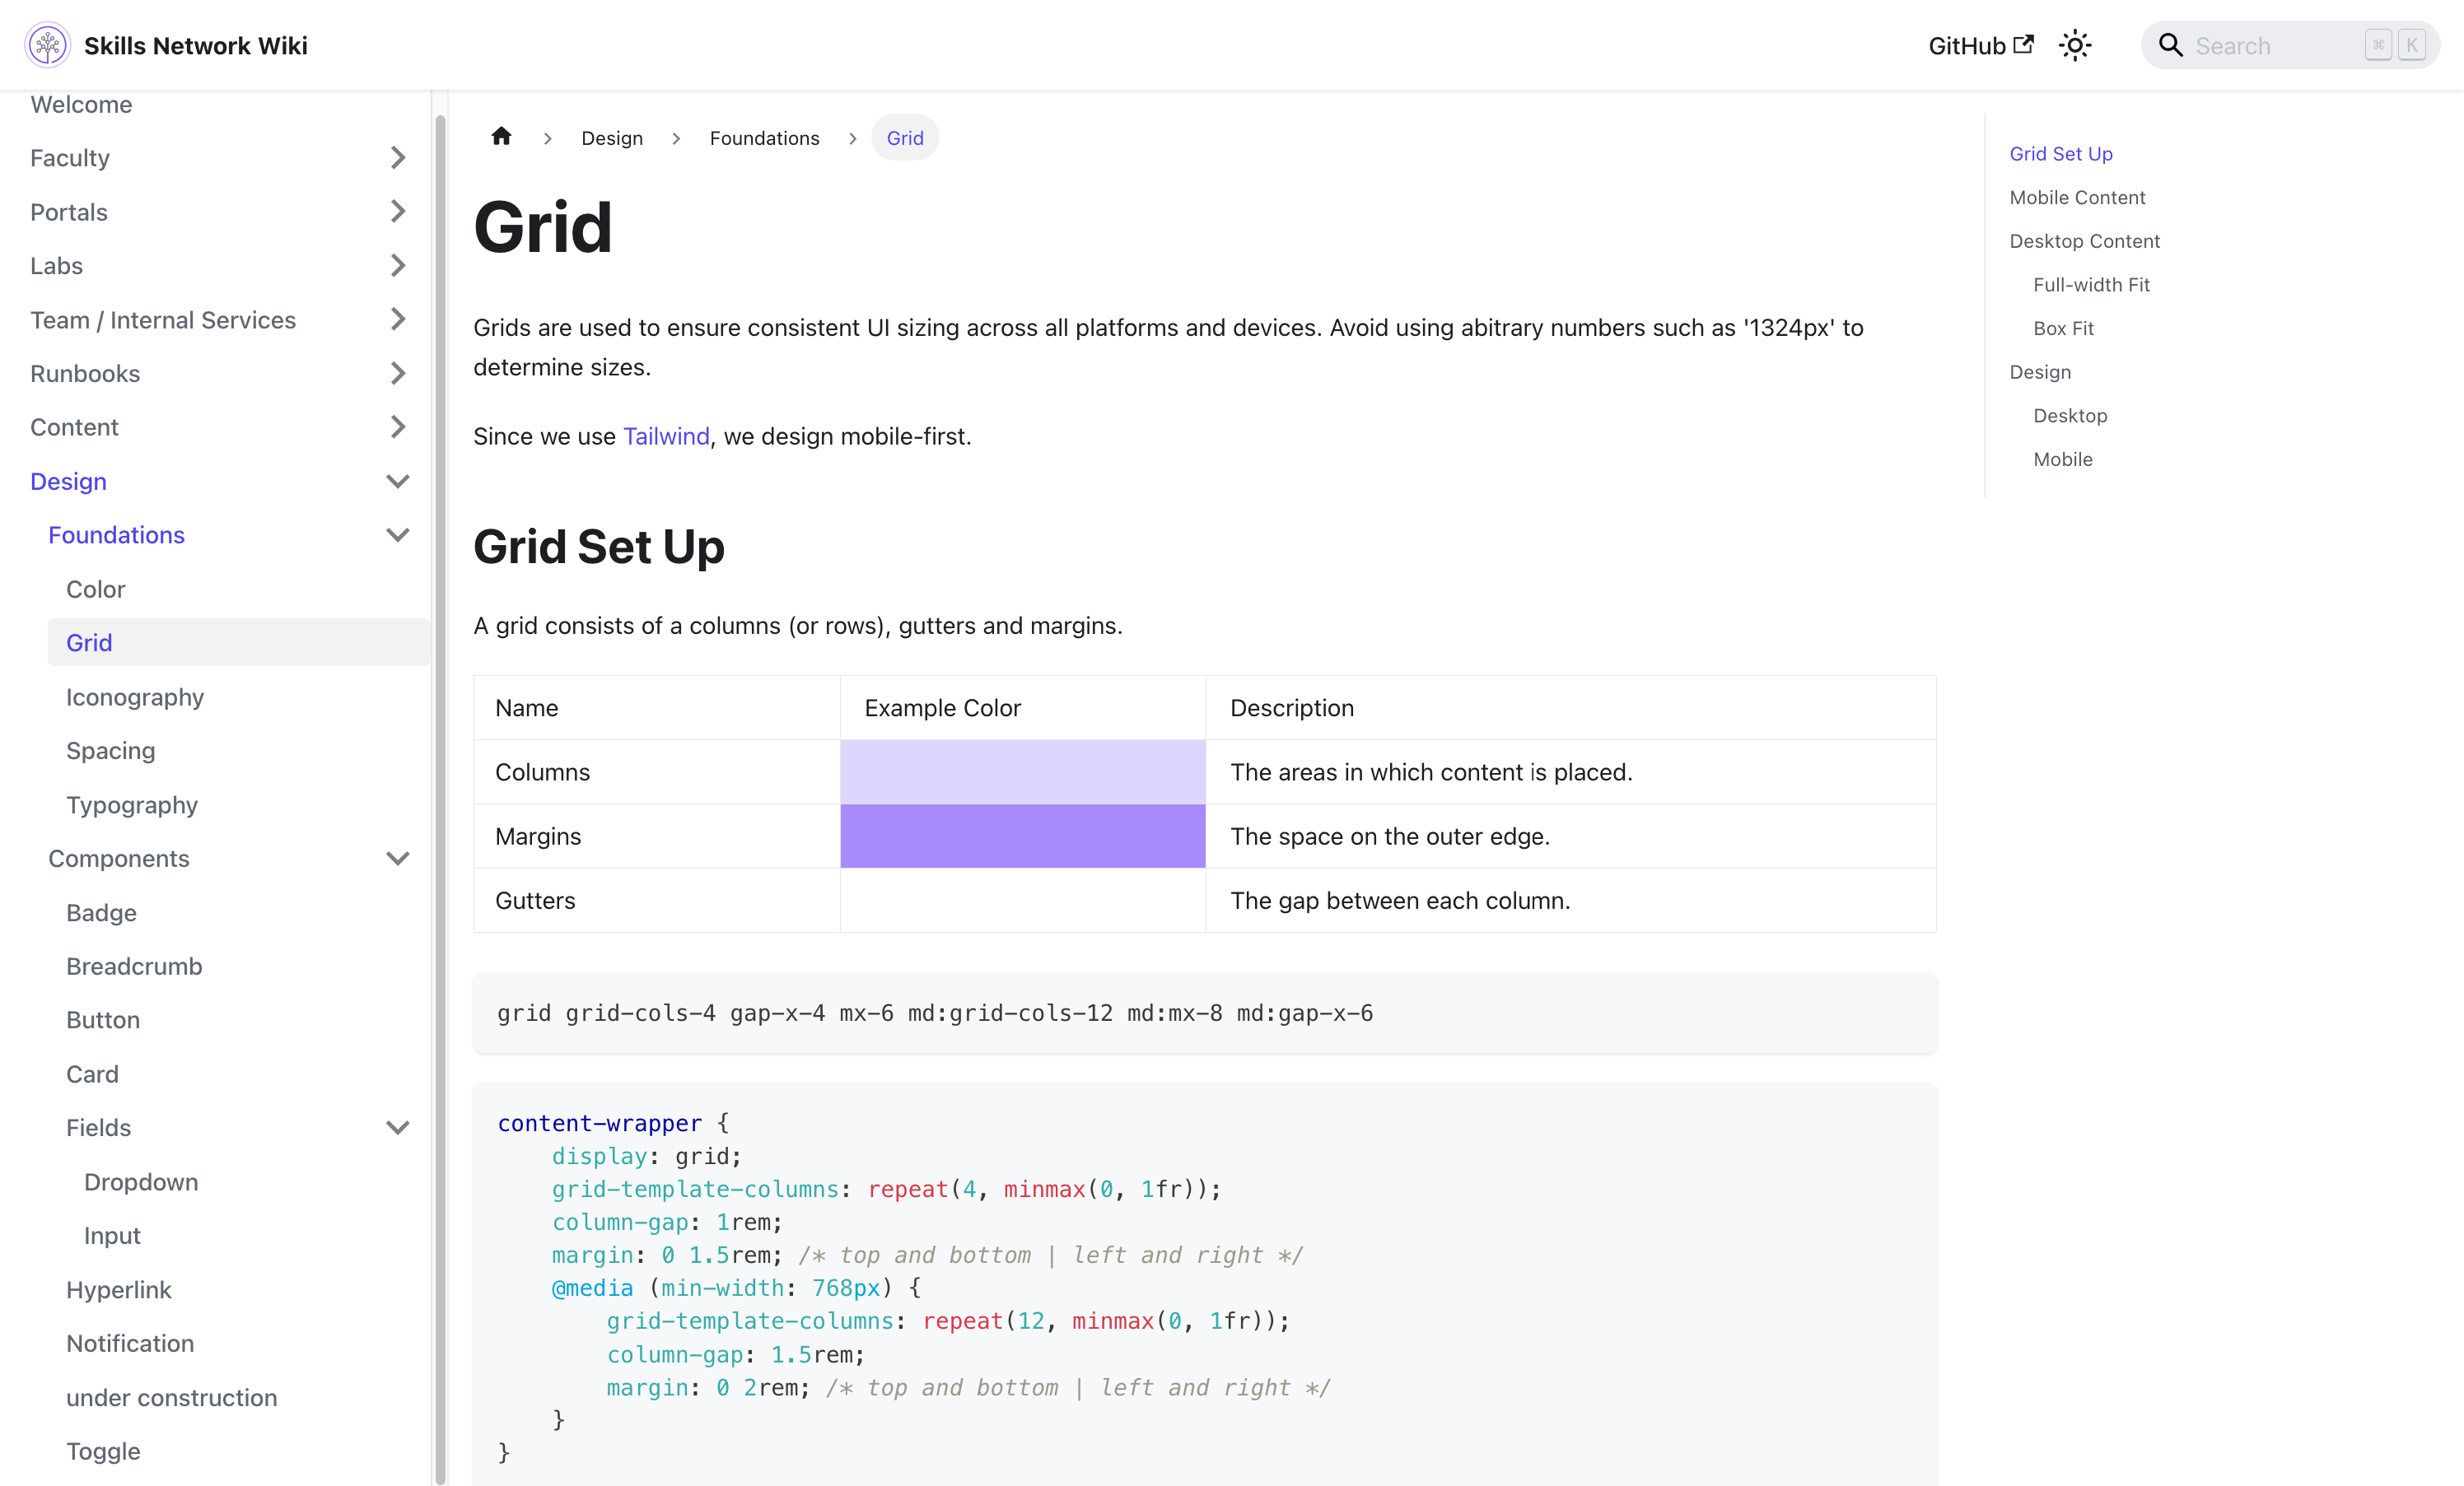 Skills Network Wiki
GitHub
Search
⌘ K
Welcome
Faculty
Portals
Labs
Team / Internal Services
Runbooks
Content
Design
Foundations
Color
Grid
Iconography
Spacing
Typography
Components
Badge
Breadcrumb
Button
Card
Fields
Dropdown
Input
Hyperlink
Notification
under construction
Toggle
Design
Foundations
Grid
Grid
Grids are used to ensure consistent UI sizing across all platforms and devices. Avoid using abitrary numbers such as '1324px' to
determine sizes.
Since we use Tailwind, we design mobile-first.
Grid Set Up
A grid consists of a columns (or rows), gutters and margins.
Name Example Color Description
Columns The areas in which content is placed.
Margins The space on the outer edge.
Gutters The gap between each column.
grid grid-cols-4 gap-x-4 mx-6 md:grid-cols-12 md:mx-8 md:gap-x-6
content-wrapper {
    display: grid;
    grid-template-columns: repeat(4, minmax(0, 1fr));
    column-gap: 1rem;
    margin: 0 1.5rem; /* top and bottom | left and right */
    @media (min-width: 768px) {
        grid-template-columns: repeat(12, minmax(0, 1fr));
        column-gap: 1.5rem;
        margin: 0 2rem; /* top and bottom | left and right */
    }
}
Grid Set Up
Mobile Content
Desktop Content
Full-width Fit
Box Fit
Design
Desktop
Mobile